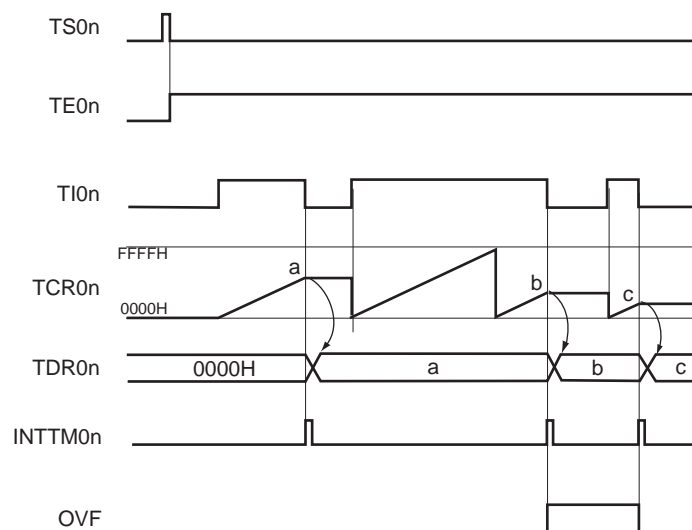 TS0n
TE0n
TI0n
FFFFH
TCR0n
0000H
a
b
c
TDR0n
0000H
a
b
c
INTTM0n
OVF